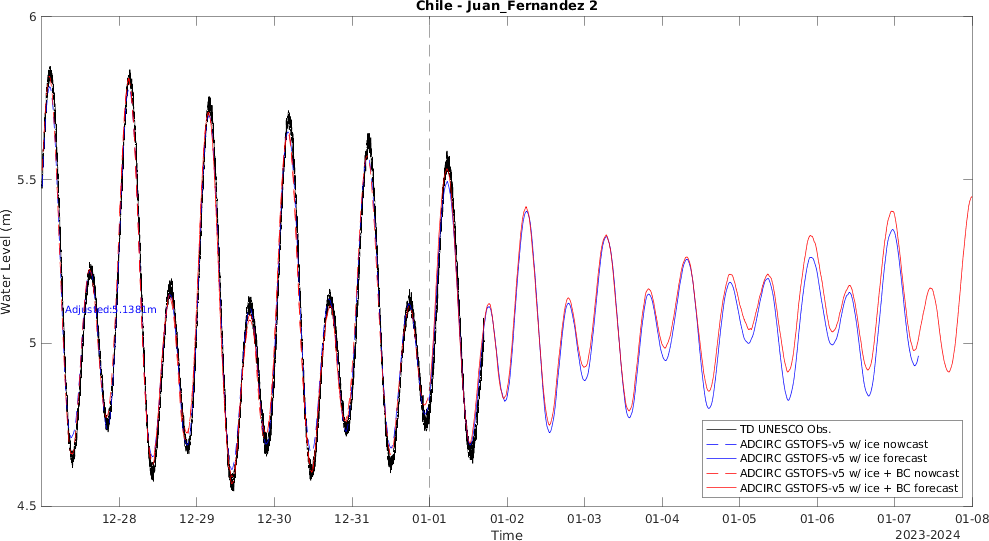 Chile - Juan_Fernandez 2
6
5.5
5
4.5
Water Level (m)
Adjusted:5.1381m
TD UNESCO Obs.
ADCIRC GSTOFS-v5 w/ ice nowcast
ADCIRC GSTOFS-v5 w/ ice forecast
ADCIRC GSTOFS-v5 w/ ice + BC nowcast
ADCIRC GSTOFS-v5 w/ ice + BC forecast
12-28 12-29 12-30 12-31 01-01 01-02 01-03 01-04 01-05 01-06 01-07 01-08
Time
2023-2024